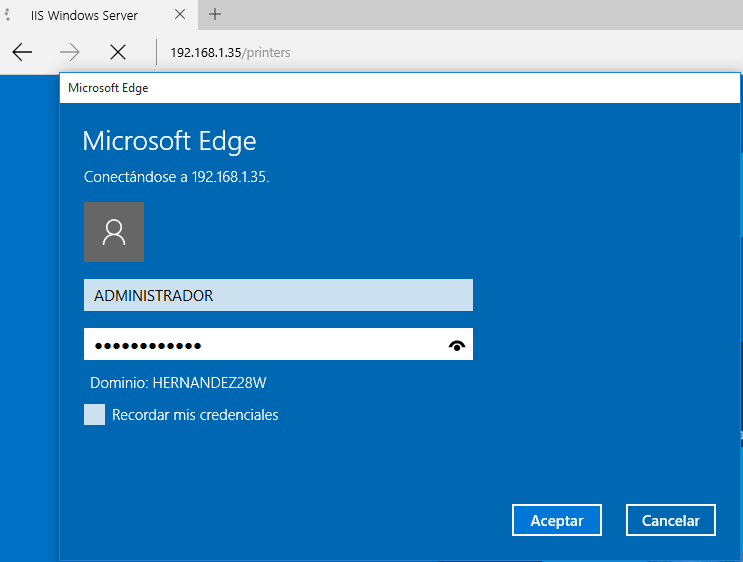 IIS Windows Server
192.168.1.35/printers
Microsoft Edge
Microsoft Edge
Conectándose a 192.168.1.35.
ADMINISTRADOR
●●●●●●●●●●●●
Dominio: HERNANDEZ28W
Recordar mis credenciales
Aceptar Cancelar